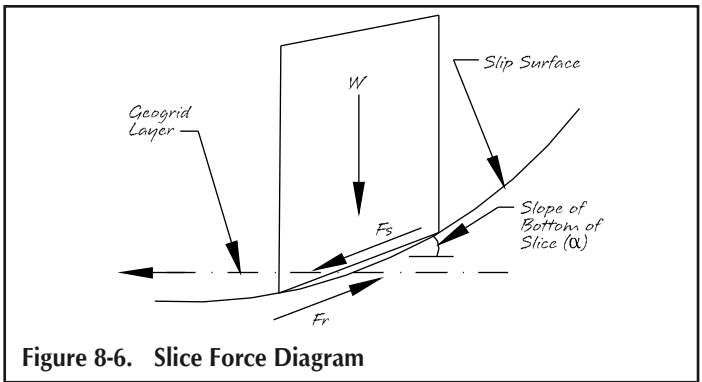 W
Slip Surface
Geogrid
Layer
Fs
Slope of
Bottom of
Slice (α)
Fr
Figure 8-6. Slice Force Diagram